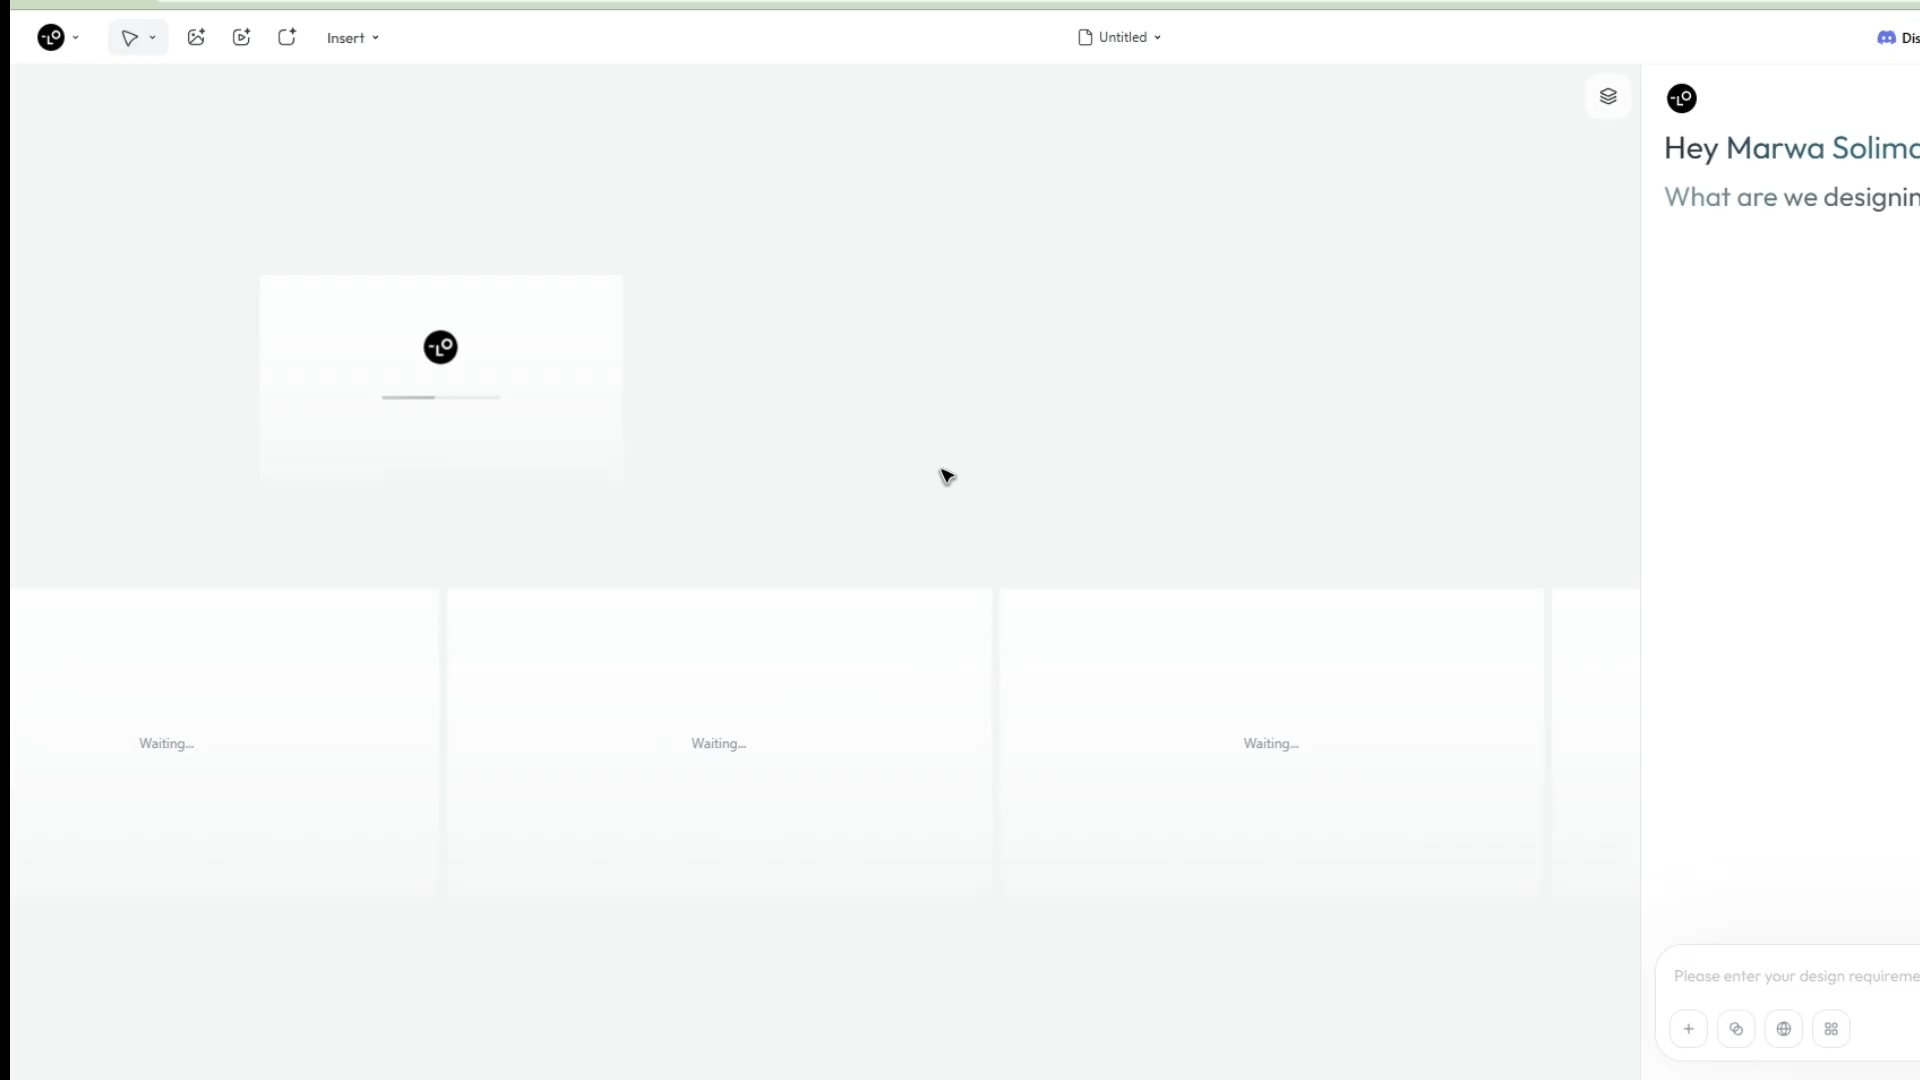 Insert
Untitled
Dis
Hey Marwa Solima
What are we designin
Waiting...
Waiting...
Waiting...
Please enter your design requireme